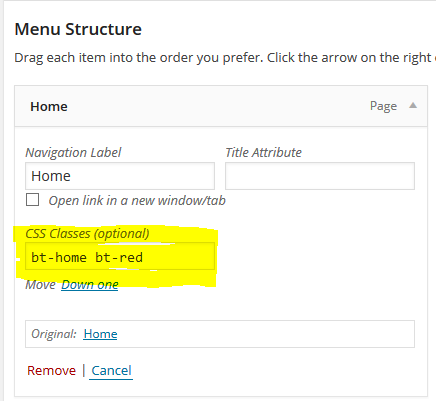 Menu Structure
Drag each item into the order you prefer. Click the arrow on the right
Home Page
Navigation Label Title Attribute
Home
Open link in a new window/tab
CSS Classes (optional)
bt-home bt-red
Move Down one
Original: Home
Remove | Cancel